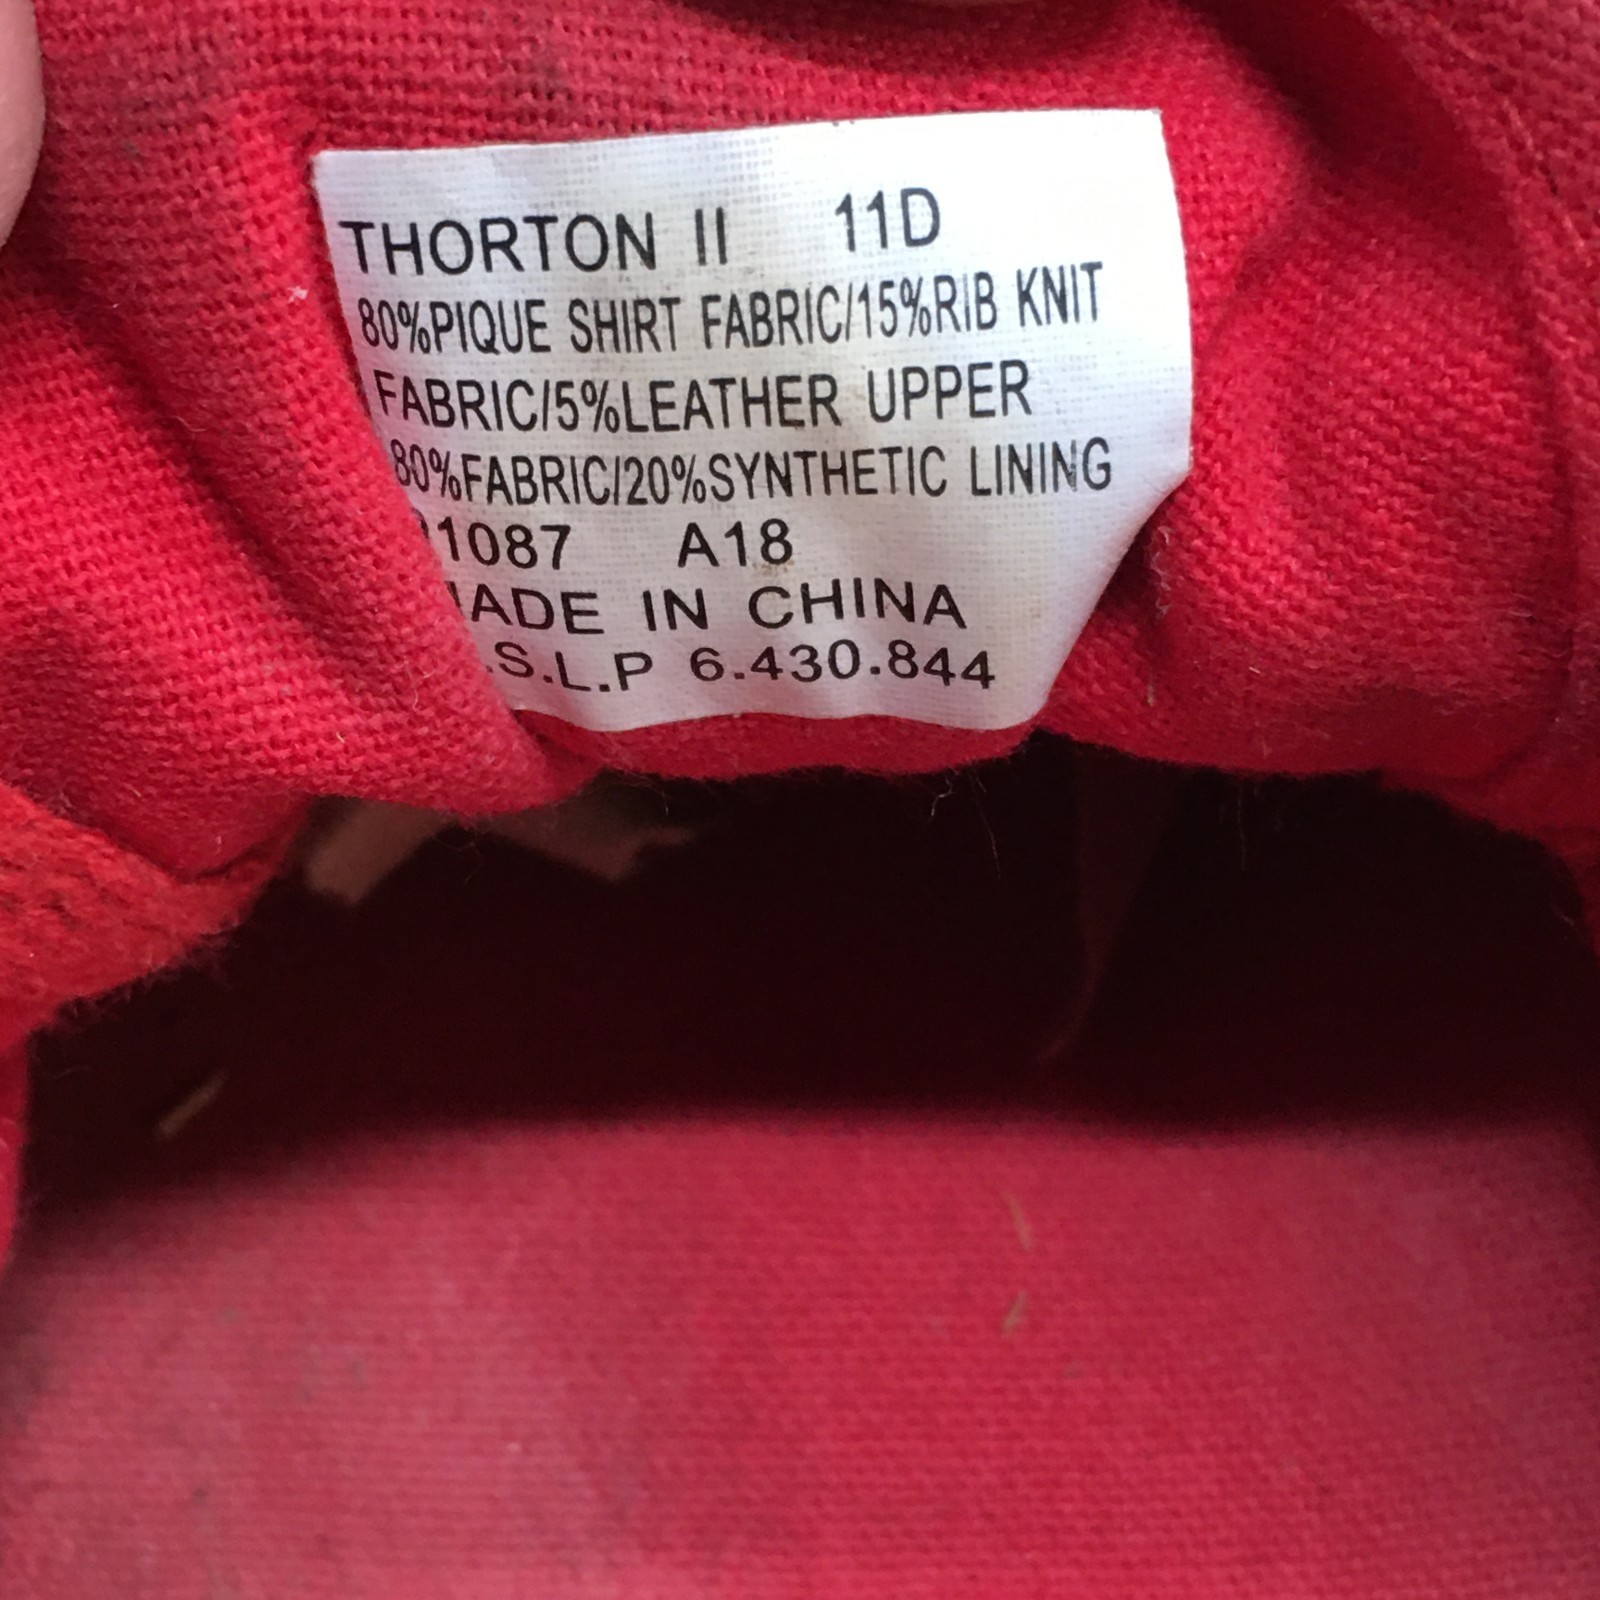 THORTON II 11D
80%PIQUE SHIRT FABRIC/15%RIB KNIT
FABRIC/5%LEATHER UPPER
80%FABRIC/20%SYNTHETIC LINING
1087 A18
MADE IN CHINA
.S.L.P 6.430.844